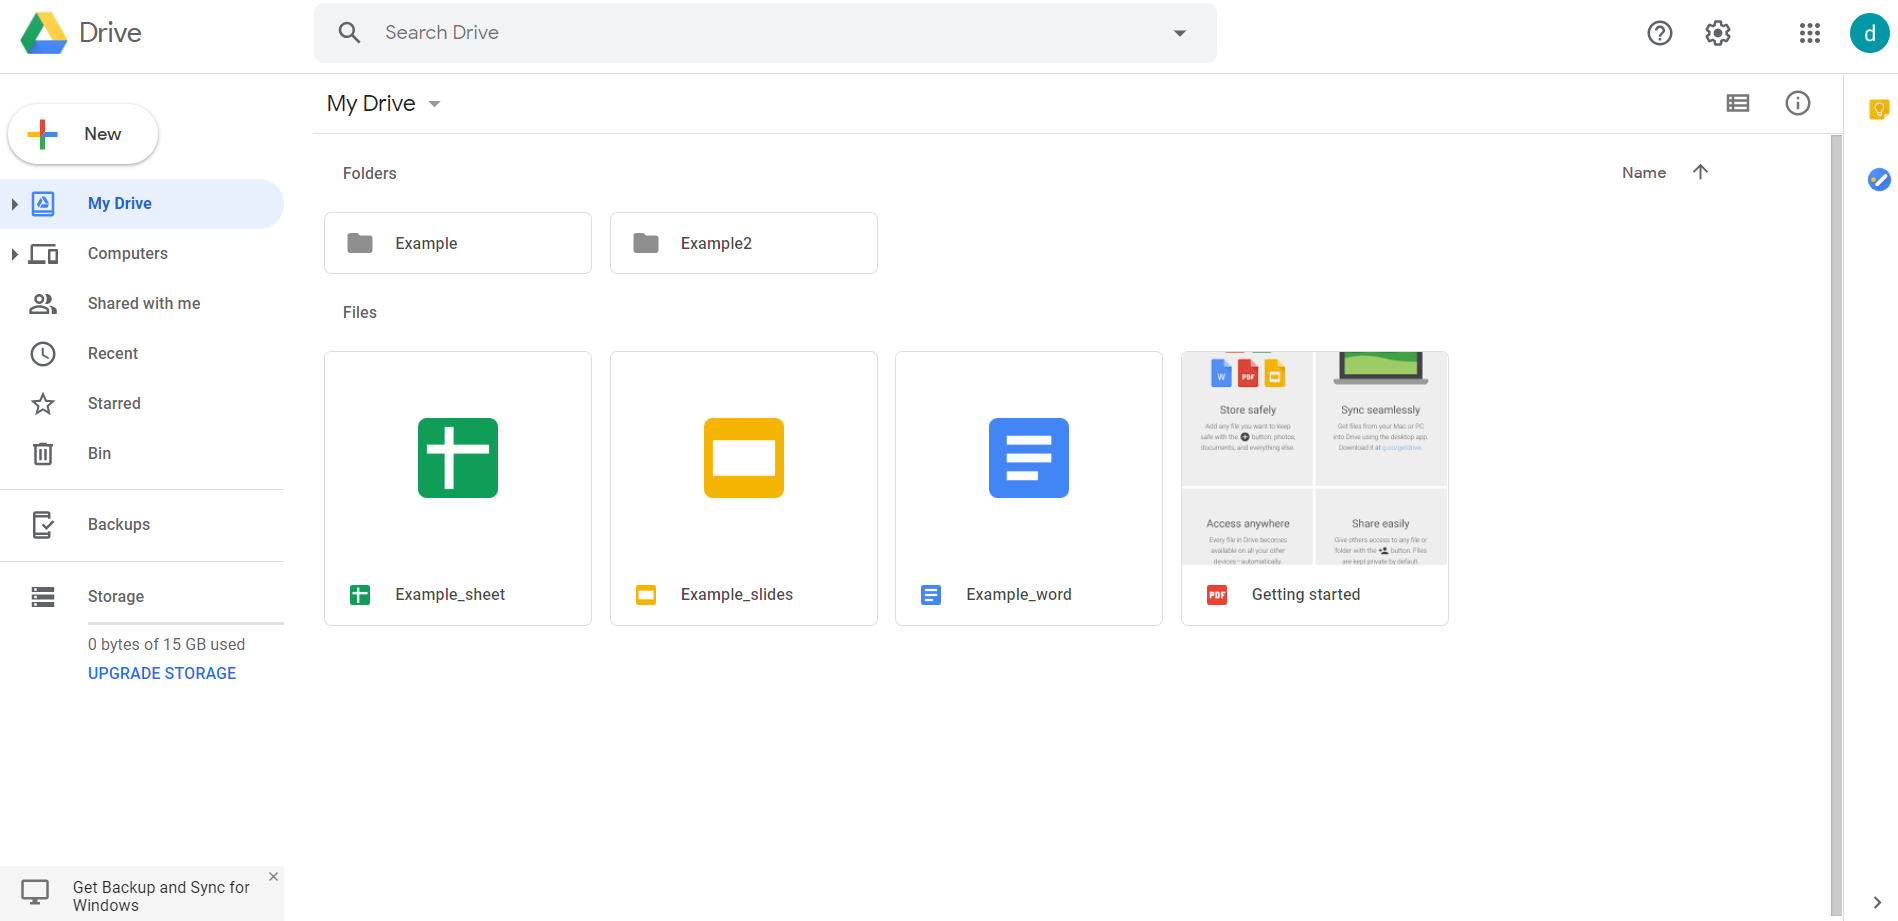 Drive
Search Drive
d
New
My Drive
Folders
Name
My Drive
Computers
Shared with me
Recent
Starred
Bin
Backups
Storage
0 bytes of 15 GB used
UPGRADE STORAGE
Example
Example2
Files
W
PDF
Store safely
Add any file you want to keep
safe with the button: photos,
documents, and everything else.
Sync seamlessly
Get files from your Mac or PC
into Drive using the desktop app.
Download it at g.co/getdrive.
Access anywhere
Every file in Drive becomes
available on all your other
devices—automatically.
Share easily
Give others access to any file or
folder with the button. Files
are kept private by default.
Example_sheet
Example_slides
Example_word
PDF
Getting started
Get Backup and Sync for
Windows